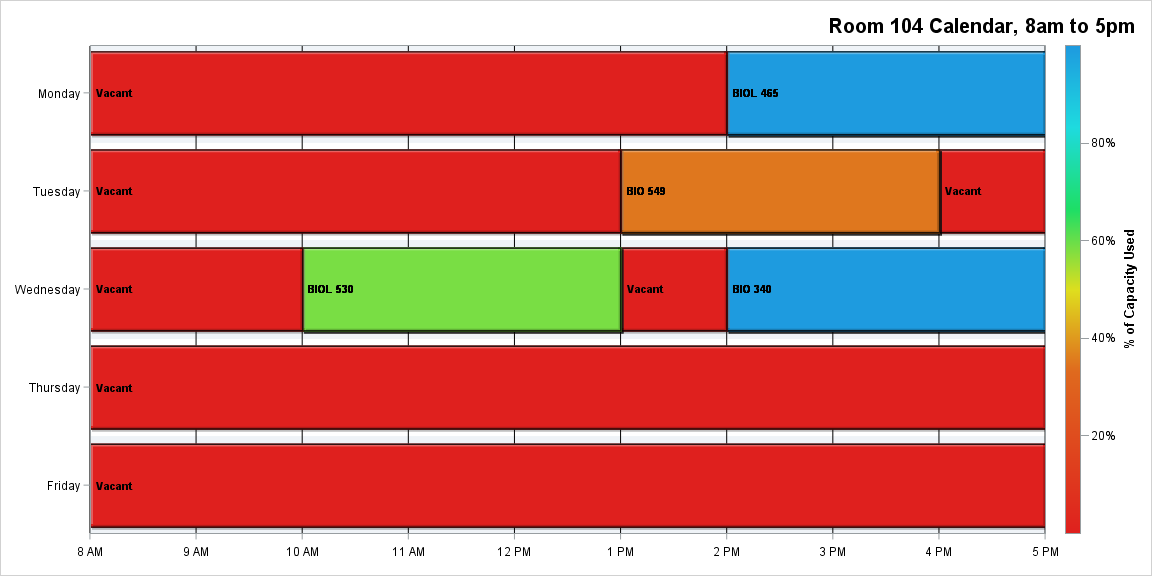 Room 104 Calendar, 8am to 5pm
Monday
Vacant
BIOL 465
Tuesday
Vacant
BIO 549
Vacant
Wednesday
Vacant
BIOL 530
Vacant
BIO 340
Thursday
Vacant
Friday
Vacant
8 AM
9 AM
10 AM
11 AM
12 PM
1 PM
2 PM
3 PM
4 PM
5 PM
80%
60%
40%
20%
% of Capacity Used